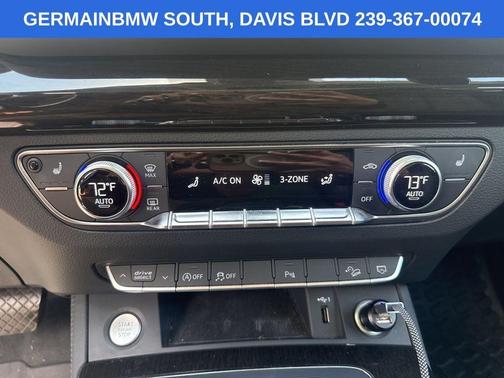 GERMAINBMW SOUTH, DAVIS BLVD 239-367-00074
72°F
AUTO
MAX
REAR
A/C ON
3-ZONE
OFF
73°F
AUTO
drive
select
OFF
OFF
START
ENGINE
STOP